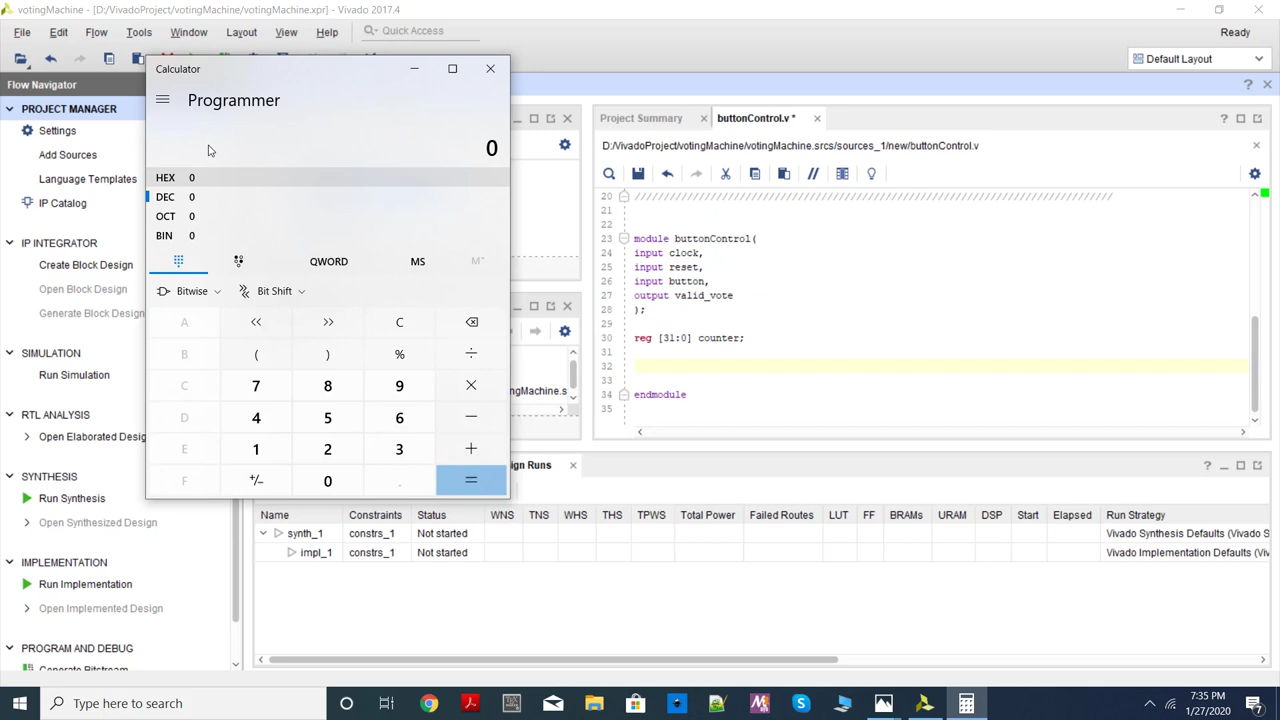 votingMachine - [D:/VivadoProject/votingMachine/votingMachine.xpr] - Vivado 2017.4
File Edit Flow Tools Window Layout View Help Quick Access Ready
Default Layout
Flow Navigator
PROJECT MANAGER
Settings
Add Sources
Language Templates
IP Catalog
IP INTEGRATOR
Create Block Design
Open Block Design
Generate Block Design
SIMULATION
Run Simulation
RTL ANALYSIS
Open Elaborated Desig
SYNTHESIS
Run Synthesis
Open Synthesized Design
IMPLEMENTATION
Run Implementation
Open Implemented Design
PROGRAM AND DEBUG
Generate Bitstream
Calculator
Programmer
0
HEX 0
DEC 0
OCT 0
BIN 0
QWORD MS M
Bitwise Bit Shift
A << >> C
B ( ) % ÷
C 7 8 9 ×
D 4 5 6 −
E 1 2 3 +
F +/− 0 . =
Project Summary × buttonControl.v * ×
D:/VivadoProject/votingMachine/votingMachine.srcs/sources_1/new/buttonControl.v
20 ////////////////////////////////////////////////////////////////////////////////
21
22
23 module buttonControl(
24 input clock,
25 input reset,
26 input button,
27 output valid_vote
28 );
29
30 reg [31:0] counter;
31
32
33
34 endmodule
35
ngMachine.s
ign Runs ×
Name Constraints Status WNS TNS WHS THS TPWS Total Power Failed Routes LUT FF BRAMs URAM DSP Start Elapsed Run Strategy
synth_1 constrs_1 Not started Vivado Synthesis Defaults (Vivado S
impl_1 constrs_1 Not started Vivado Implementation Defaults (Viv
Type here to search
7:35 PM
1/27/2020
7